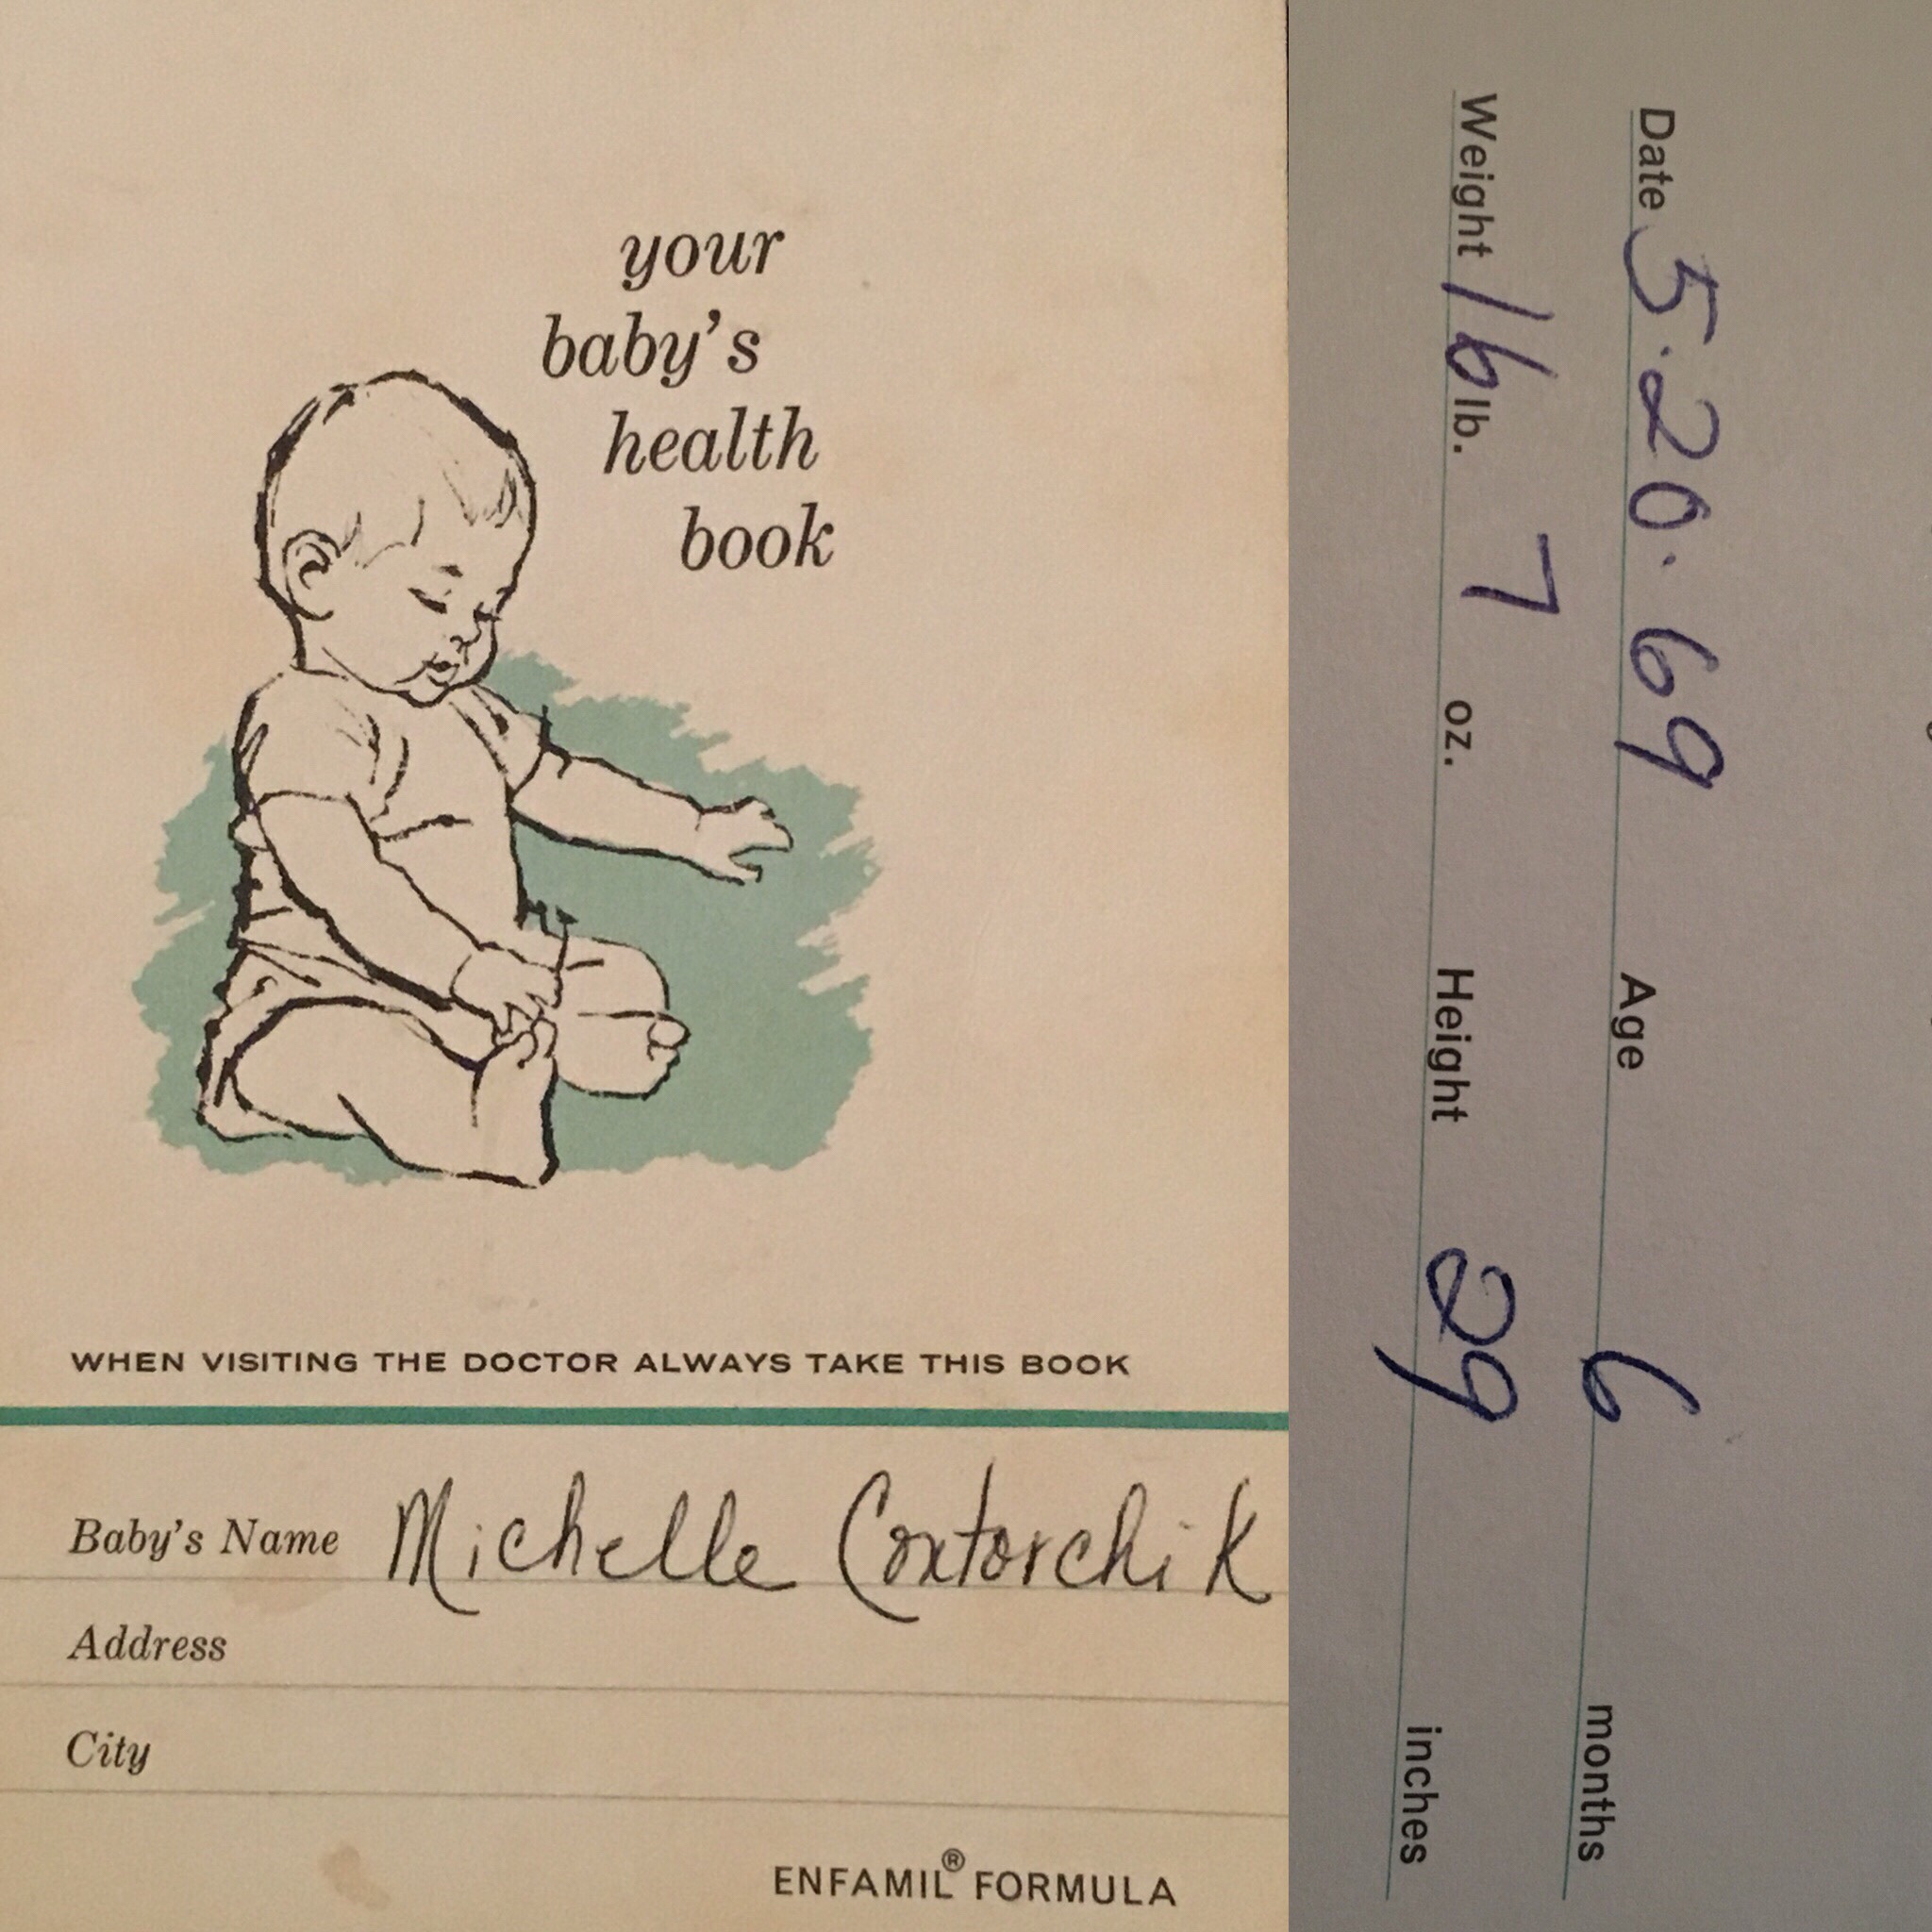 your
baby's
health
book
WHEN VISITING THE DOCTOR ALWAYS TAKE THIS BOOK
Baby's Name Michelle Coxtorchik
Address
City
ENFAMIL® FORMULA
Date 5.20.69 Age 6 months
Weight 16 lb. 7 oz. Height 29 inches